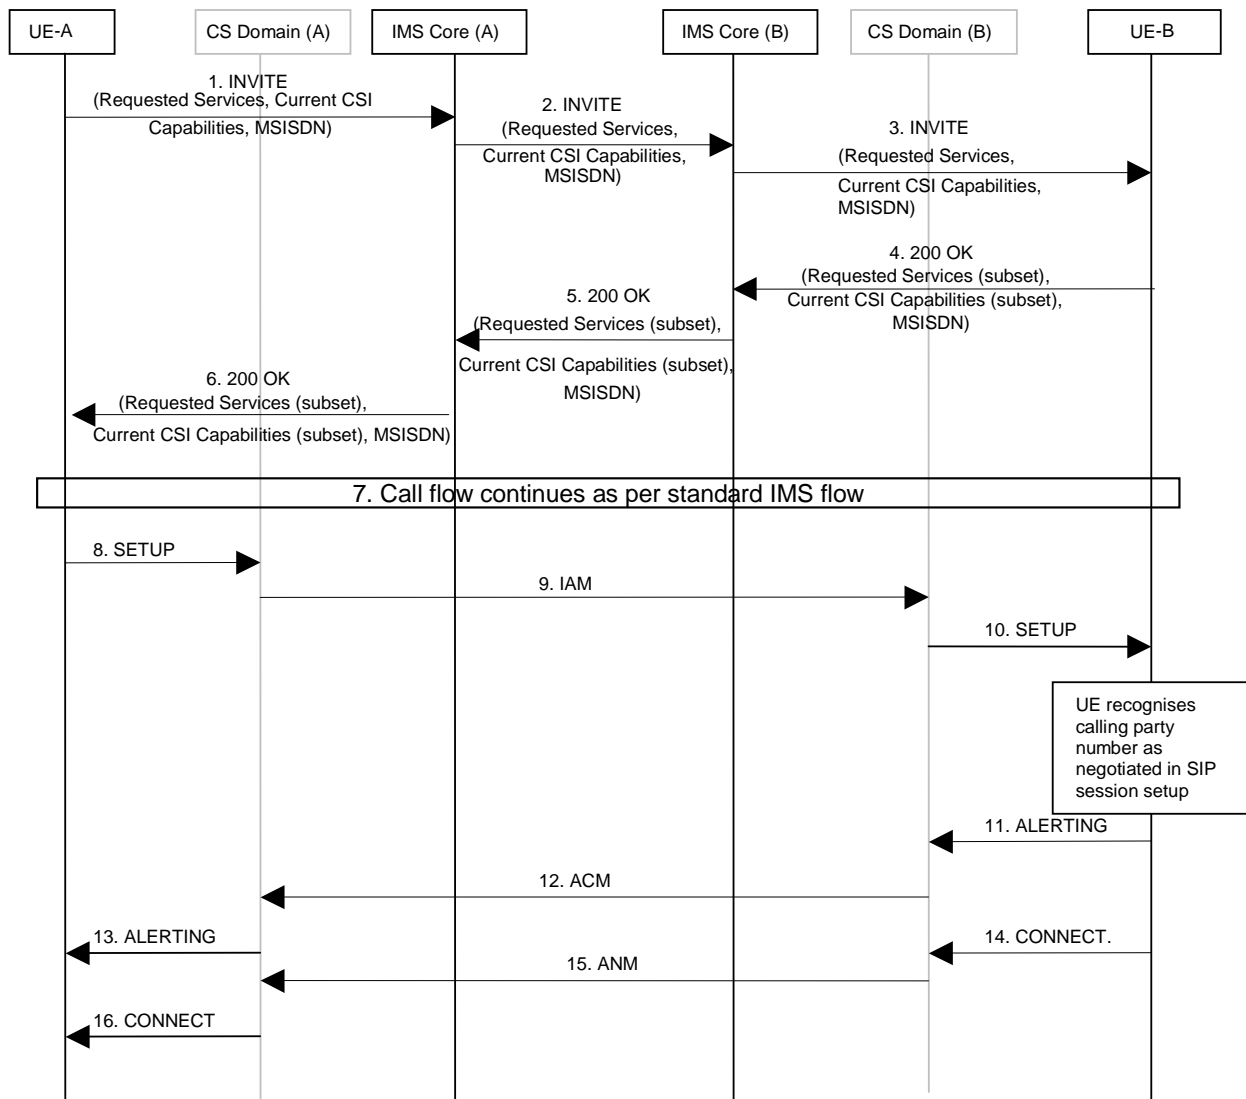 UE-A
CS Domain (A)
IMS Core (A)
IMS Core (B)
CS Domain (B)
UE-B
1. INVITE
(Requested Services, Current CSI
Capabilities, MSISDN)
2. INVITE
(Requested Services,
Current CSI Capabilities,
MSISDN)
3. INVITE
(Requested Services,
Current CSI Capabilities,
MSISDN)
4. 200 OK
(Requested Services (subset),
Current CSI Capabilities (subset),
MSISDN)
5. 200 OK
(Requested Services (subset),
Current CSI Capabilities (subset),
MSISDN)
6. 200 OK
(Requested Services (subset),
Current CSI Capabilities (subset), MSISDN)
7. Call flow continues as per standard IMS flow
8. SETUP
9. IAM
10. SETUP
UE recognises
calling party
number as
negotiated in SIP
session setup
11. ALERTING
12. ACM
13. ALERTING
14. CONNECT.
15. ANM
16. CONNECT